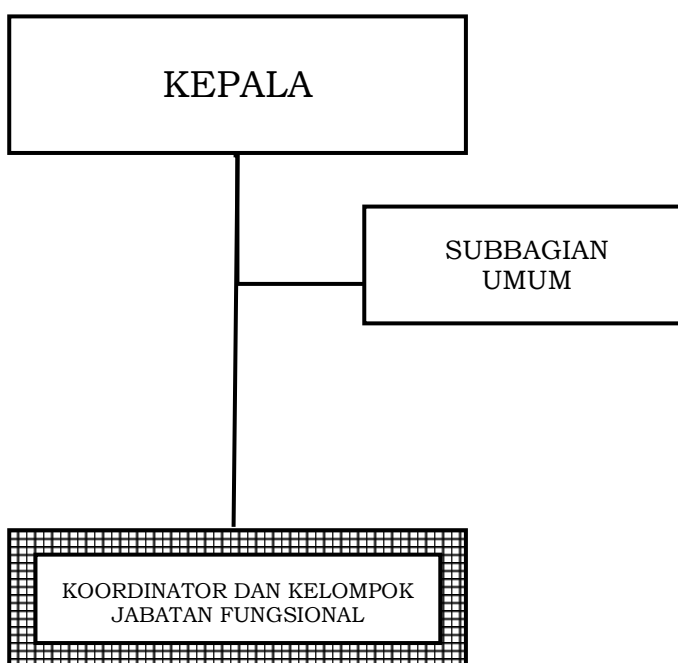 KEPALA
SUBBAGIAN
UMUM
KOORDINATOR DAN KELOMPOK
JABATAN FUNGSIONAL